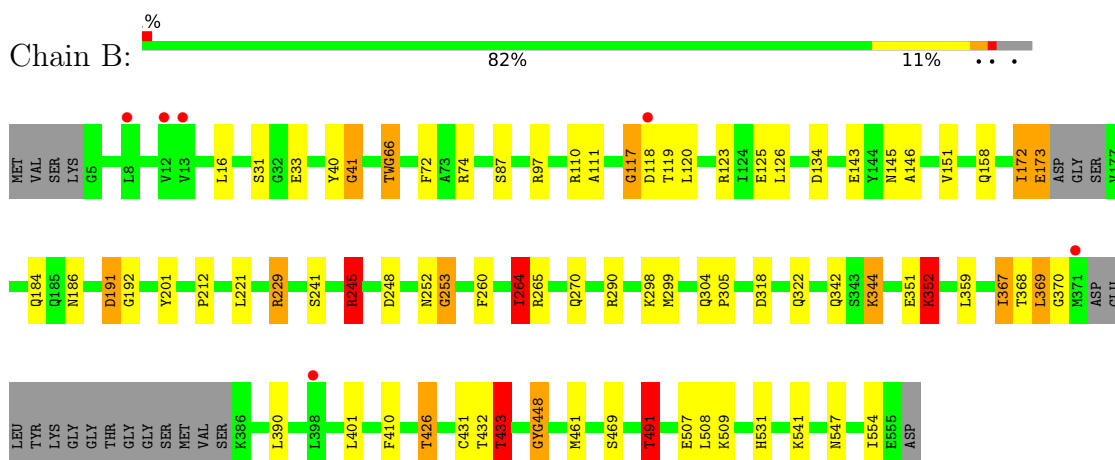 .%
Chain B:
82% 11% • • •
MET VAL SER LYS G5 L8 V12 V13 L16 S31 G32 E33 Y40 G41 TWG66 F72 A73 R74 S87 R97 R110 A111 G117 D118 T119 L120 R123 I124 E125 L126 D134 E143 Y144 N145 A146 V151 Q158 I172 E173 ASP GLY SER V177
Q184 Q185 N186 D191 G192 Y201 P212 L221 R229 S241 R245 D248 N252 G253 F260 I264 R265 Q270 R290 K298 M299 Q304 P305 D318 Q322 Q342 S343 K344 E351 K352 L359 I367 T368 L369 G370 M371 ASP GLU
LEU TYR LYS GLY GLY THR GLY GLY SER MET VAL SER K386 L390 L398 L401 F410 T426 C431 T432 T433 GYG448 M461 S469 T491 E507 L508 K509 H531 K541 N547 I554 E555 ASP